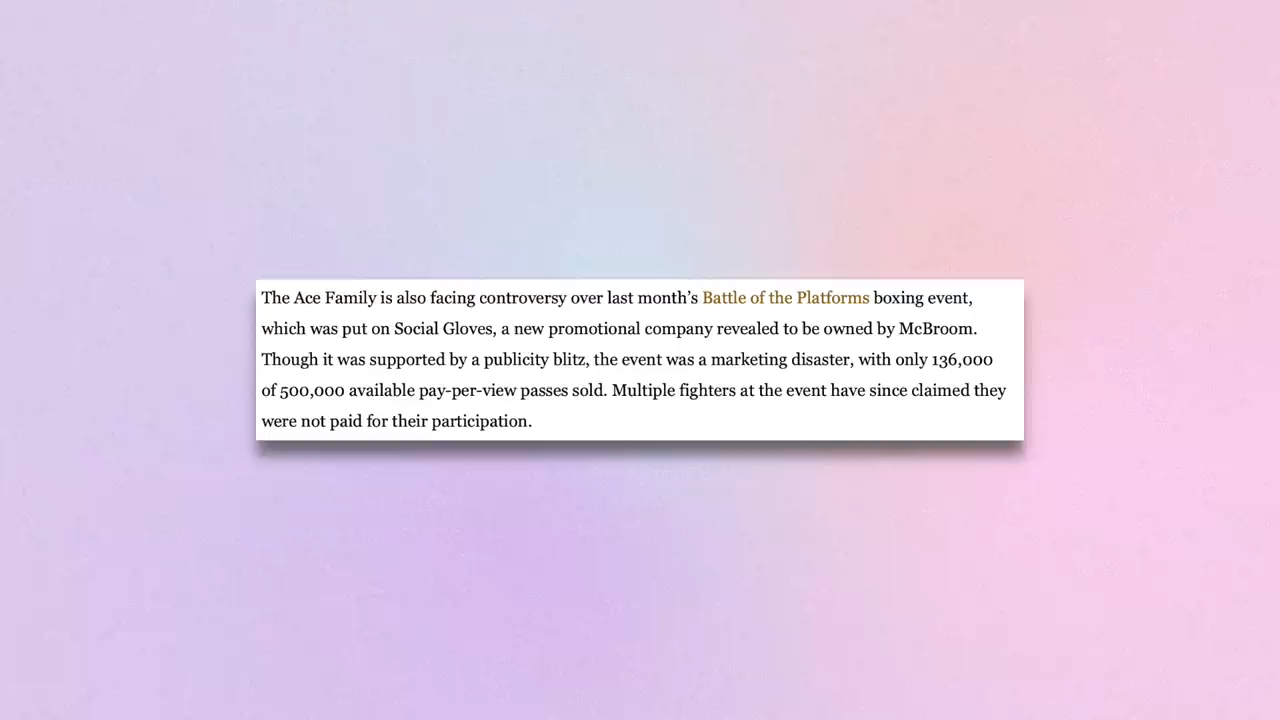 The Ace Family is also facing controversy over last month’s Battle of the Platforms boxing event,
which was put on Social Gloves, a new promotional company revealed to be owned by McBroom.
Though it was supported by a publicity blitz, the event was a marketing disaster, with only 136,000
of 500,000 available pay-per-view passes sold. Multiple fighters at the event have since claimed they
were not paid for their participation.